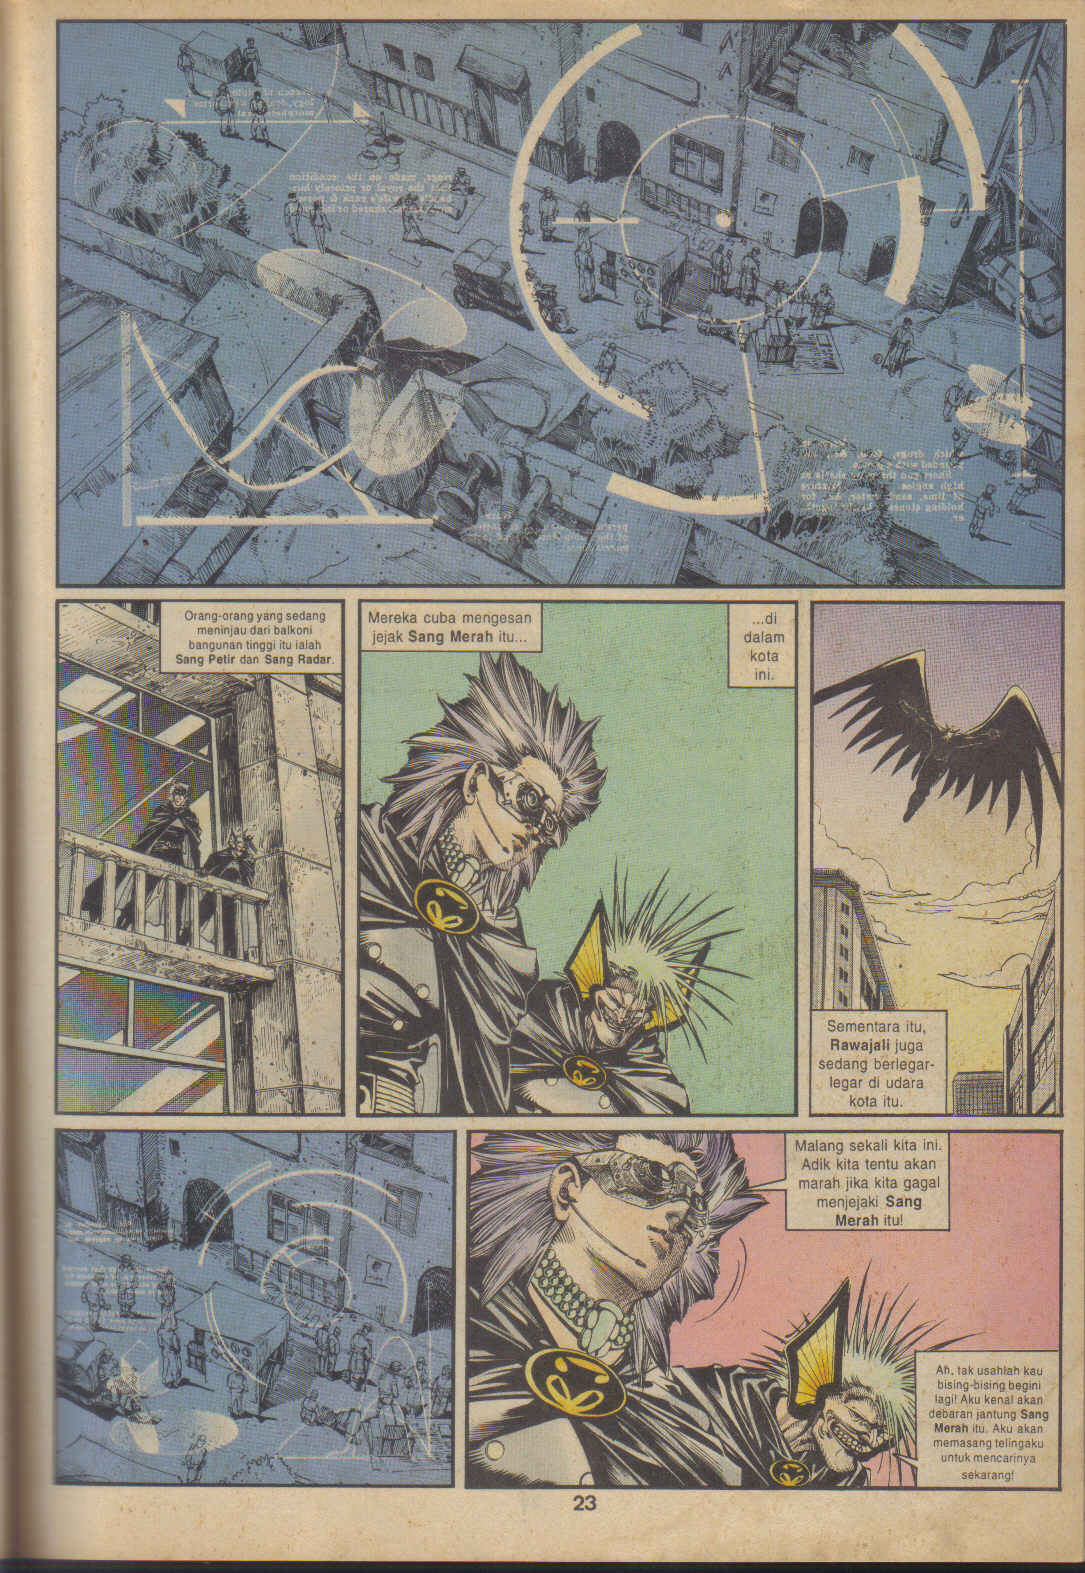 Orang-orang yang sedang
meninjau dari balkoni
bangunan tinggi itu ialah
Sang Petir dan Sang Radar.
Mereka cuba mengesan
jejak Sang Merah itu...
...di
dalam
kota
ini.
Sementara itu,
Rawajali juga
sedang berlegar-
legar di udara
kota itu.
Malang sekali kita ini.
Adik kita tentu akan
marah jika kita gagal
menjejaki Sang
Merah itu!
Ah, tak usahlah kau
bising-bising begini
lagi! Aku kenal akan
debaran jantung Sang
Merah itu. Aku akan
memasang telingaku
untuk mencarinya
sekarang!
23